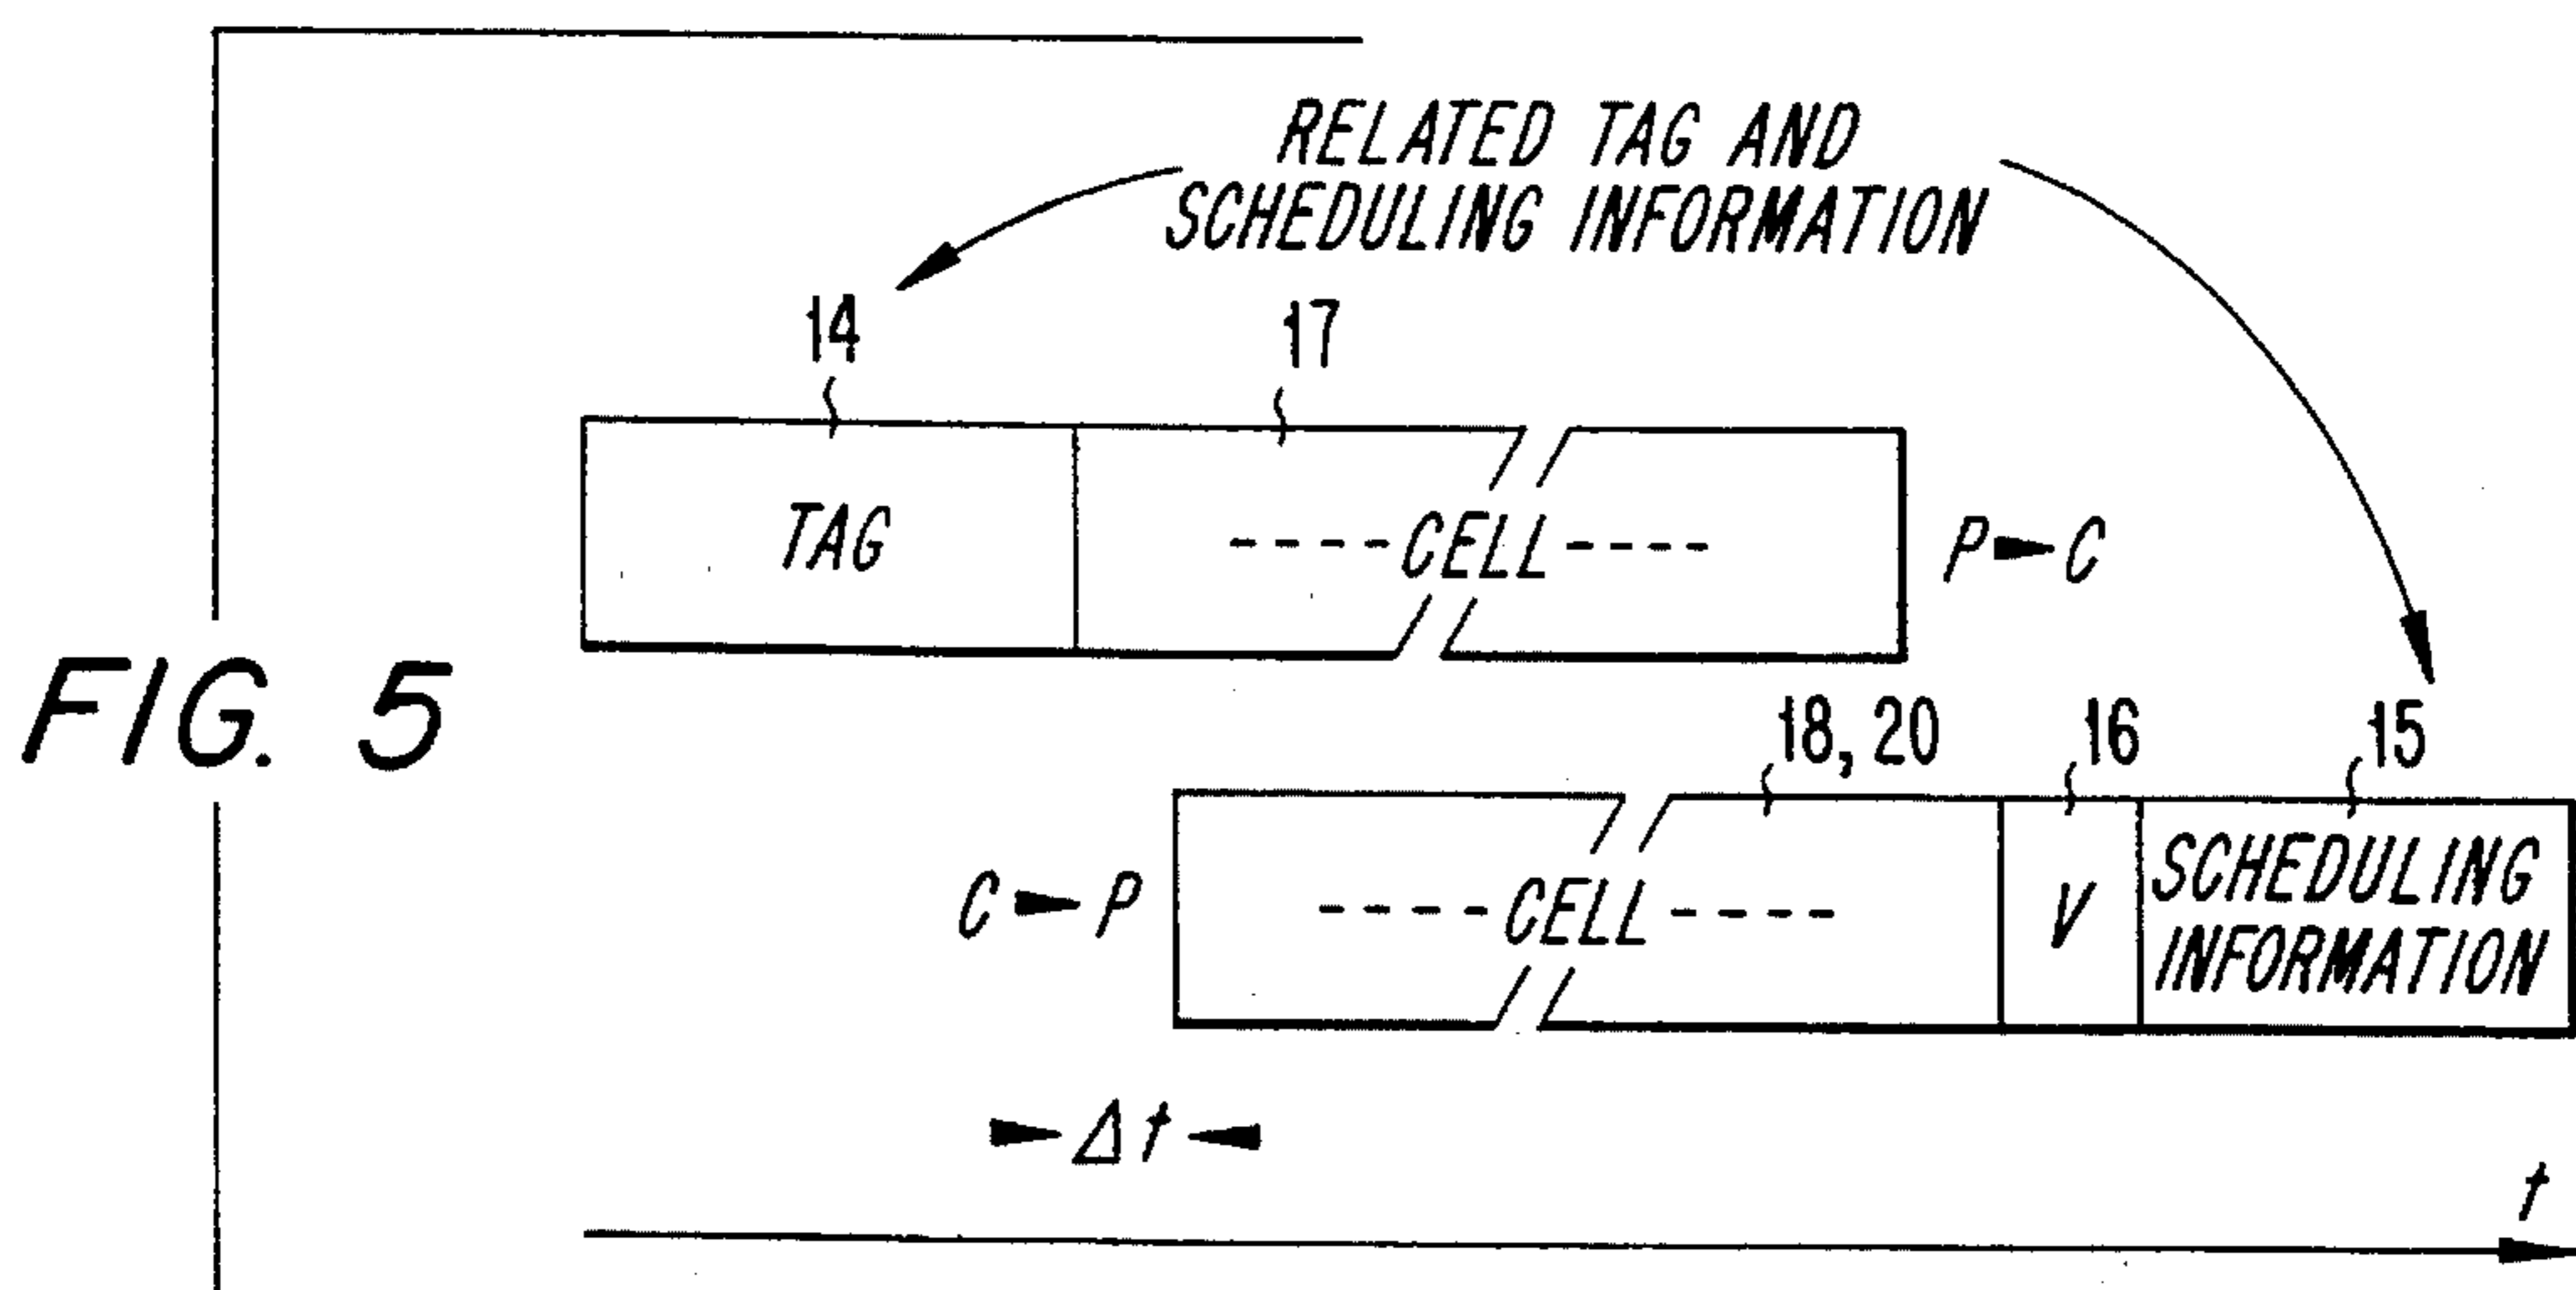 RELATED TAG AND
SCHEDULING INFORMATION
14
17
TAG
----CELL----
P►C
FIG. 5
18, 20
16
15
C►P
----CELL----
V
SCHEDULING
INFORMATION
Δt
t